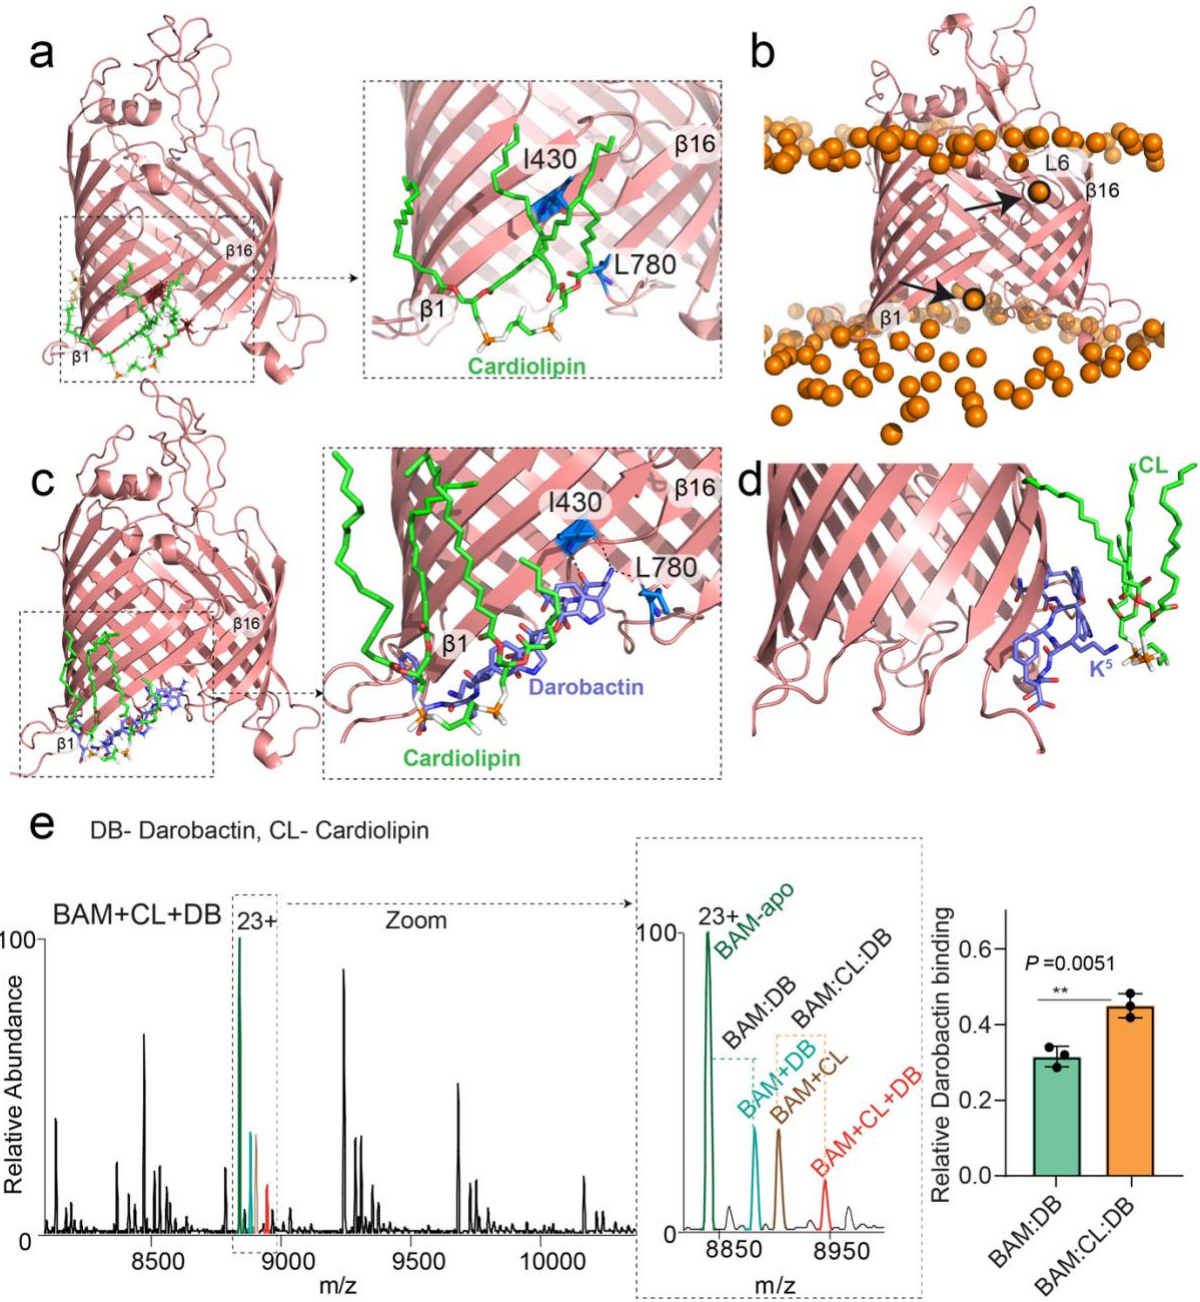 a
β16
β1
I430
β16
L780
β1
Cardiolipin
b
L6
β16
β1
c
β16
β1
I430
β16
L780
β1
Darobactin
Cardiolipin
d
CL
K⁵
e
DB- Darobactin, CL- Cardiolipin
BAM+CL+DB
23+
Zoom
100
0
Relative Abundance
8500
9000
9500
10000
m/z
23+
100
0
BAM-apo
BAM:DB
BAM:CL:DB
BAM+DB
BAM+CL
BAM+CL+DB
8850
8950
m/z
Relative Darobactin binding
0.6
0.4
0.2
0.0
P =0.0051
**
BAM:DB
BAM:CL:DB